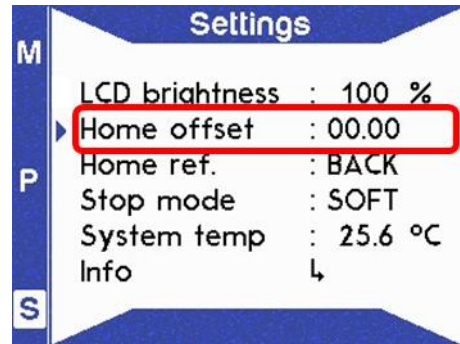 Settings
M
LCD brightness : 100 %
Home offset : 00.00
Home ref. : BACK
P
Stop mode : SOFT
System temp : 25.6 ºC
Info ↳
S